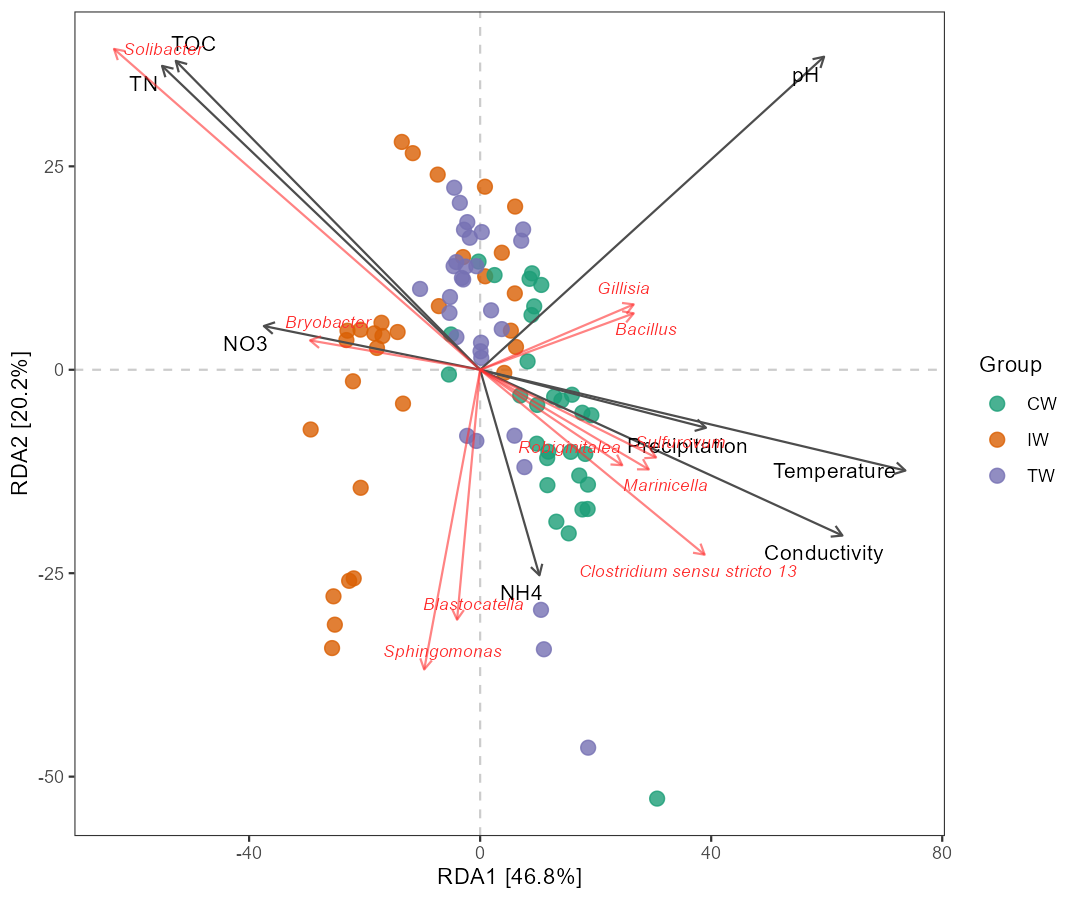 TOC
Solibacter
TN
pH
25
Gillisia
Bryobacter
Bacillus
NO3
0
Group
CW
IW
TW
RDA2 [20.2%]
Sulfurovum
Robiginitalea
Precipitation
Temperature
Marinicella
Conductivity
Clostridium sensu stricto 13
-25
NH4
Blastocatella
Sphingomonas
-50
-40
0
40
80
RDA1 [46.8%]